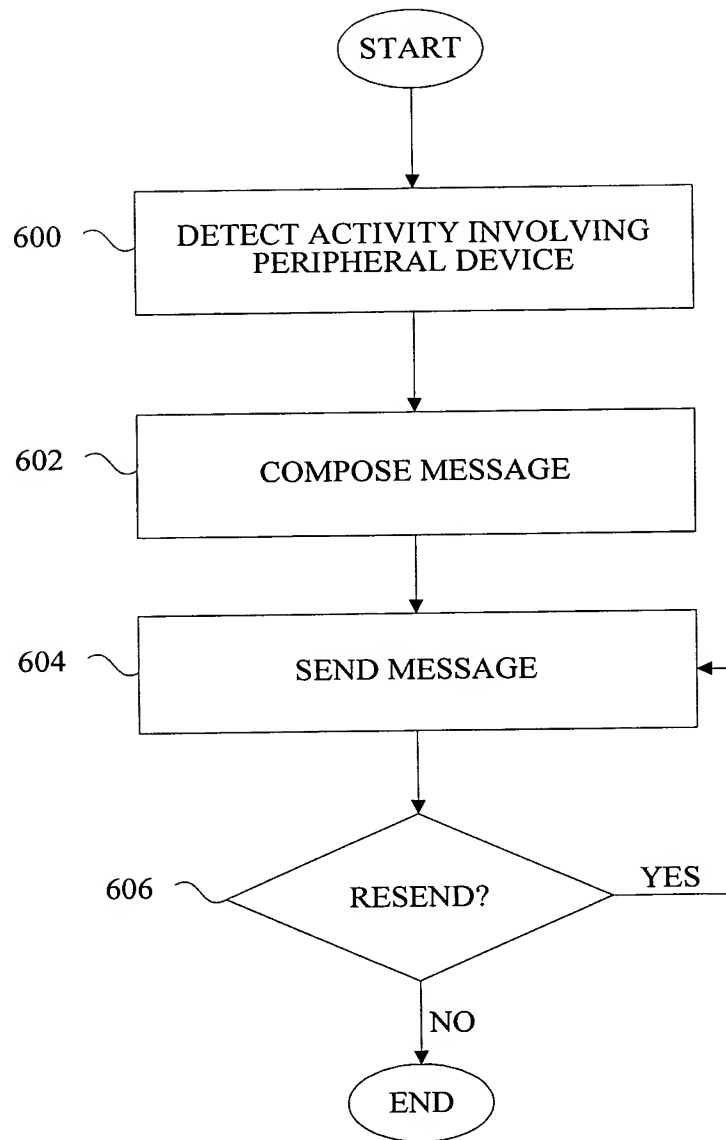 START
600
DETECT ACTIVITY INVOLVING
PERIPHERAL DEVICE
602
COMPOSE MESSAGE
604
SEND MESSAGE
606
RESEND?
YES
NO
END